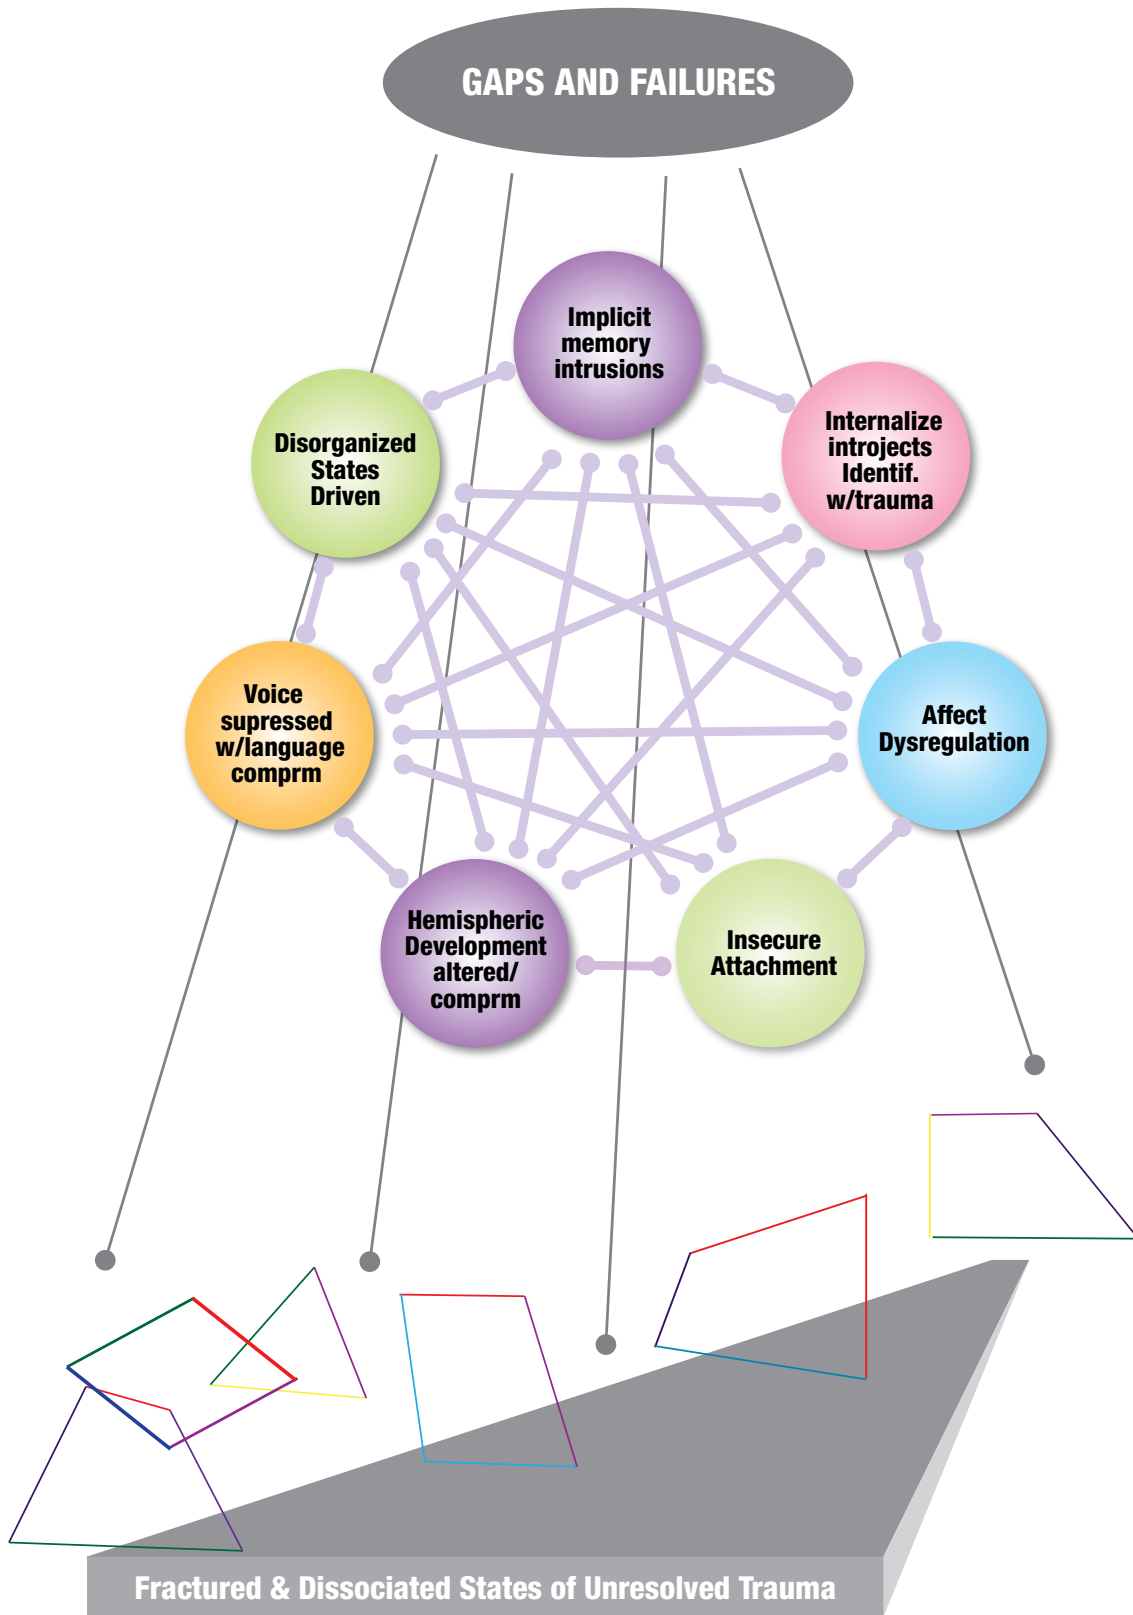 GAPS AND FAILURES
Implicit
memory
intrusions
Disorganized
States
Driven
Internalize
introjects
Identif.
w/trauma
Voice
supressed
w/language
comprm
Affect
Dysregulation
Hemispheric
Development
altered/
comprm
Insecure
Attachment
Fractured & Dissociated States of Unresolved Trauma